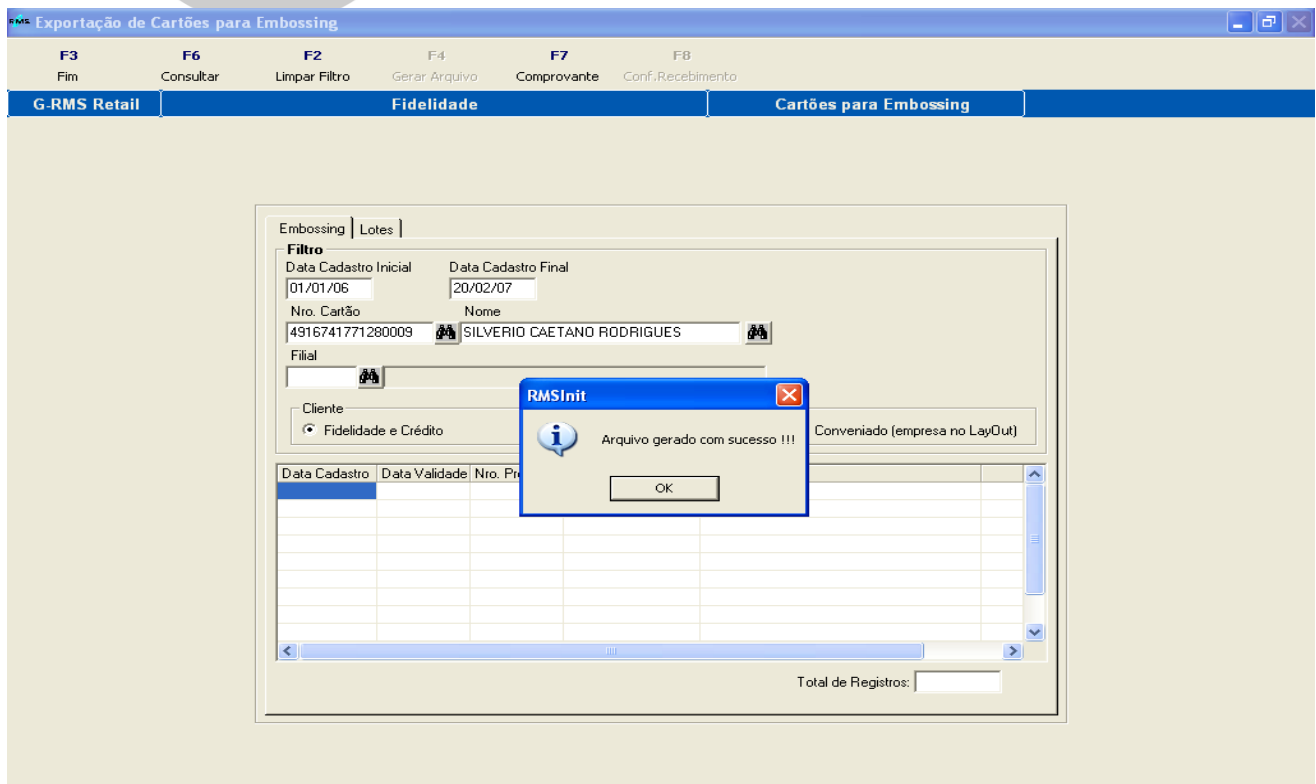 RMS Exportação de Cartões para Embossing
F3 F6 F2 F4 F7 F8
Fim Consultar Limpar Filtro Gerar Arquivo Comprovante Conf.Recebimento
G-RMS Retail Fidelidade Cartões para Embossing
Embossing Lotes
Filtro
Data Cadastro Inicial Data Cadastro Final
01/01/06 20/02/07
Nro. Cartão Nome
4916741771280009 SILVERIO CAETANO RODRIGUES
Filial
RMSInit
Cliente
Fidelidade e Crédito Arquivo gerado com sucesso !!! Conveniado (empresa no LayOut)
Data Cadastro Data Validade Nro.
OK
Total de Registros: